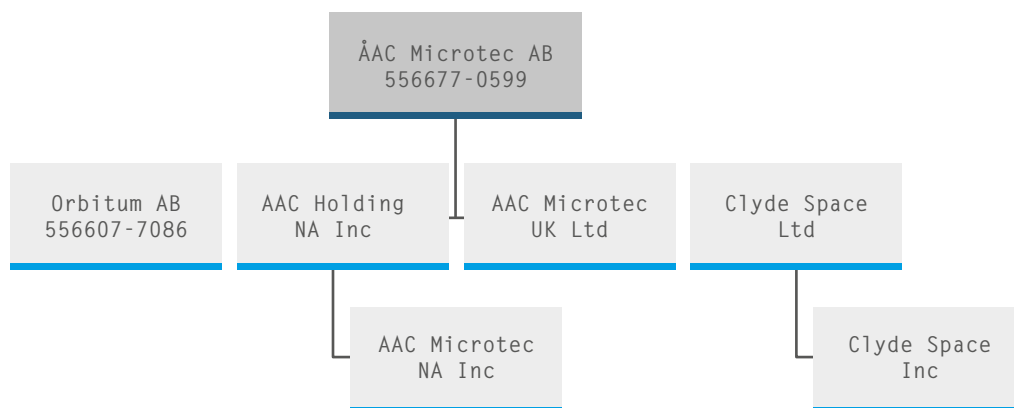 ÅAC Microtec AB
556677-0599
Orbitum AB
556607-7086
AAC Holding
NA Inc
AAC Microtec
UK Ltd
Clyde Space
Ltd
AAC Microtec
NA Inc
Clyde Space
Inc